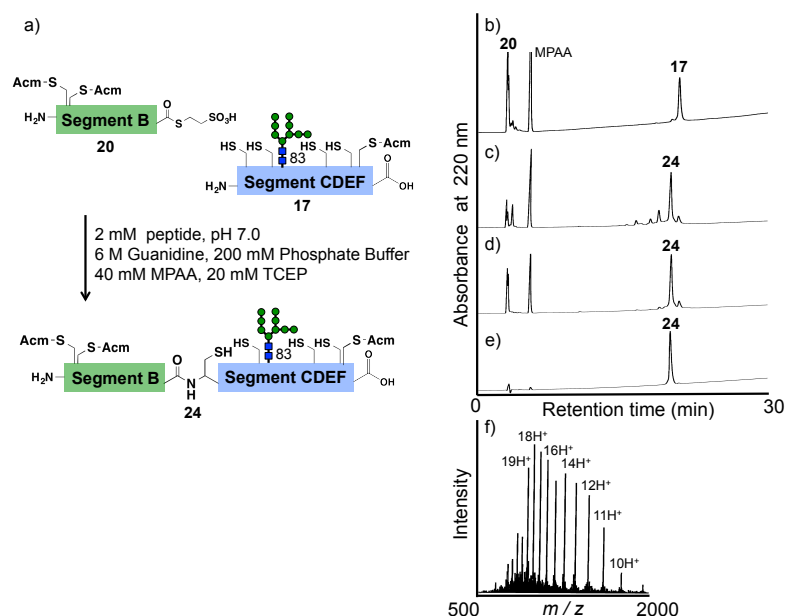 a)
Acm-S
S-Acm
H₂N
Segment B
O
S
SO₃H
20
HS
HS
83
HS
HS
S-Acm
H₂N
Segment CDEF
O
OH
17
2 mM peptide, pH 7.0
6 M Guanidine, 200 mM Phosphate Buffer
40 mM MPAA, 20 mM TCEP
Acm-S
S-Acm
H₂N
Segment B
O
N
H
SH
HS
83
HS
HS
S-Acm
Segment CDEF
O
OH
24
b)
20
MPAA
17
c)
24
d)
24
e)
24
Absorbance at 220 nm
0
Retention time (min)
30
f)
19H⁺
18H⁺
16H⁺
14H⁺
12H⁺
11H⁺
10H⁺
Intensity
500
m / z
2000